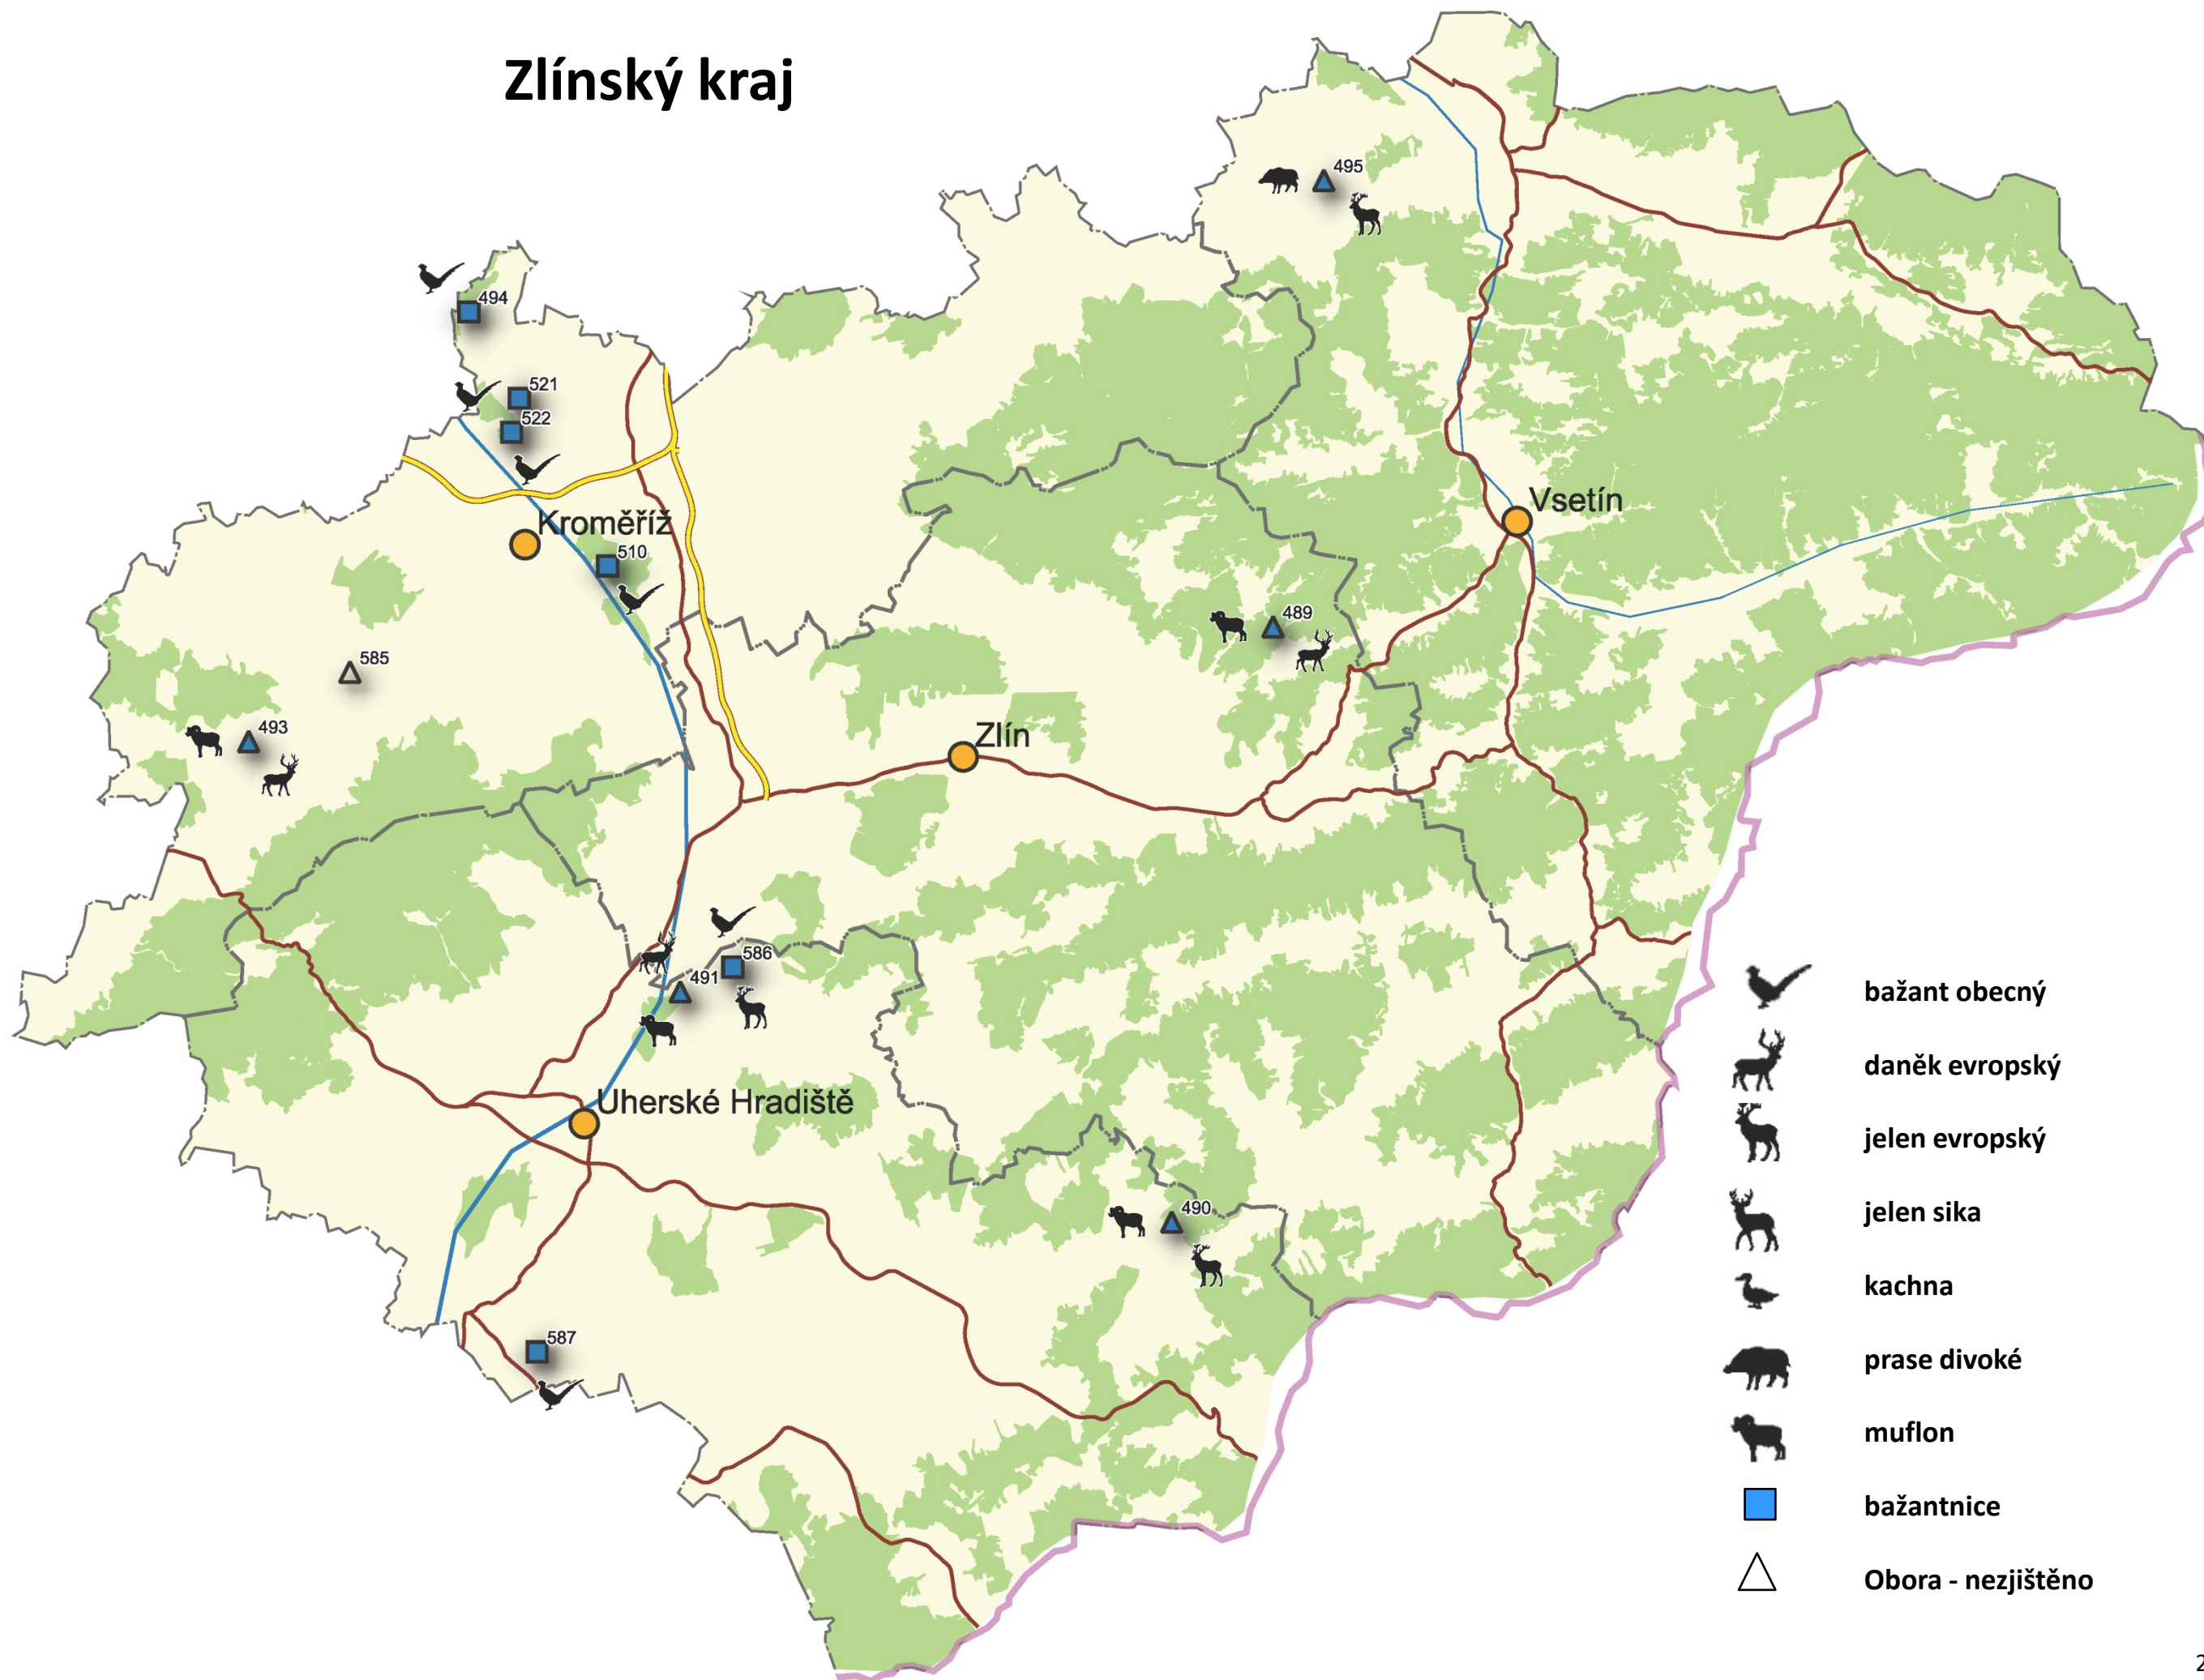 Zlínský kraj
495
494
521
522
Vsetín
Kroměříž
510
489
585
493
Zlín
586
491
bažant obecný
daněk evropský
Uherské Hradiště
jelen evropský
490
jelen sika
kachna
587
prase divoké
muflon
bažantnice
Obora - nezjištěno
2